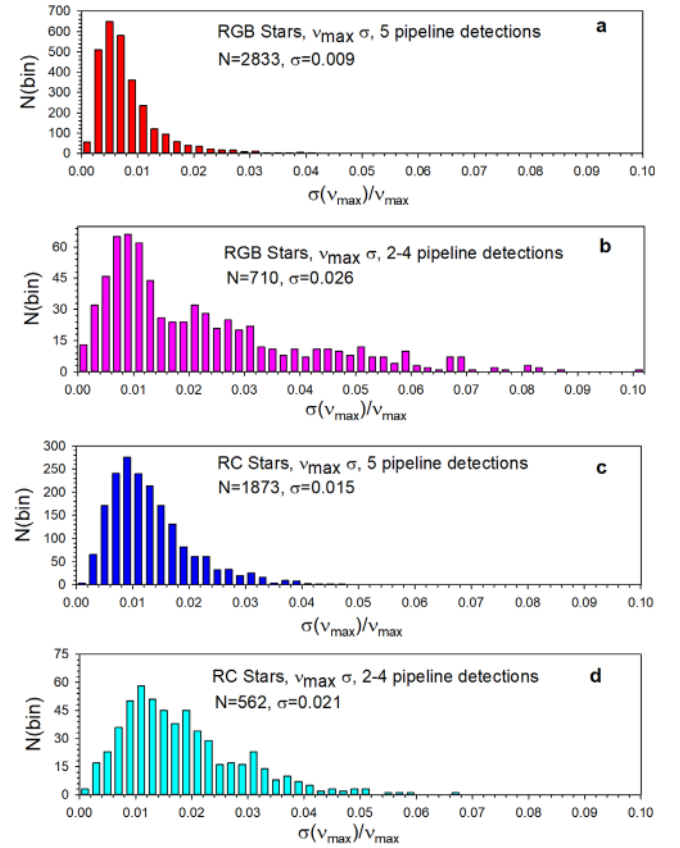 a
RGB Stars, νmax σ, 5 pipeline detections
N=2833, σ=0.009
N(bin)
700
600
500
400
300
200
100
0
0.00 0.01 0.02 0.03 0.04 0.05 0.06 0.07 0.08 0.09 0.10
σ(νmax)/νmax
b
RGB Stars, νmax σ, 2-4 pipeline detections
N=710, σ=0.026
N(bin)
60
45
30
15
0
0.00 0.01 0.02 0.03 0.04 0.05 0.06 0.07 0.08 0.09 0.10
σ(νmax)/νmax
c
RC Stars, νmax σ, 5 pipeline detections
N=1873, σ=0.015
N(bin)
300
250
200
150
100
50
0
0.00 0.01 0.02 0.03 0.04 0.05 0.06 0.07 0.08 0.09 0.10
σ(νmax)/νmax
d
RC Stars, νmax σ, 2-4 pipeline detections
N=562, σ=0.021
N(bin)
75
60
45
30
15
0
0.00 0.01 0.02 0.03 0.04 0.05 0.06 0.07 0.08 0.09 0.10
σ(νmax)/νmax